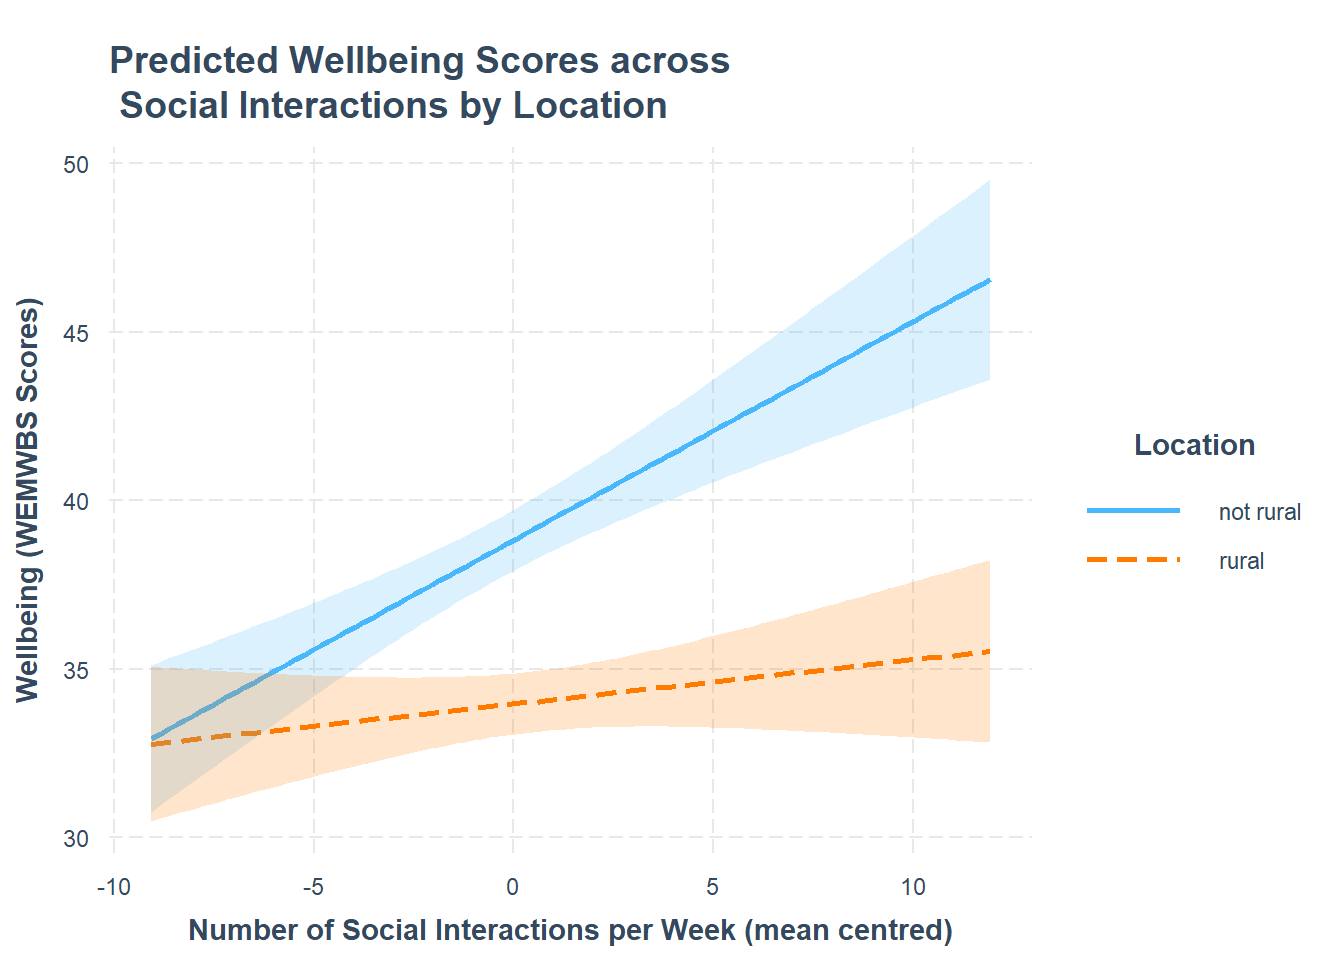 Predicted Wellbeing Scores across
Social Interactions by Location
50
45
40
35
30
Wellbeing (WEMWBS Scores)
-10
-5
0
5
10
Number of Social Interactions per Week (mean centred)
Location
not rural
rural